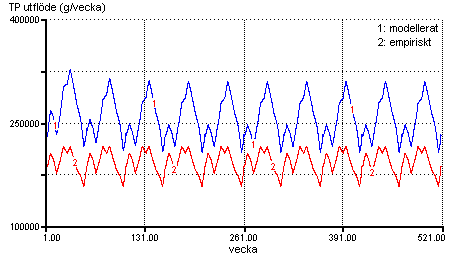 TP utflöde (g/vecka)
400000
1: modellerat
2: empiriskt
250000
100000
1 1 1
2 2 2 2
1.00 131.00 261.00 391.00 521.00
vecka